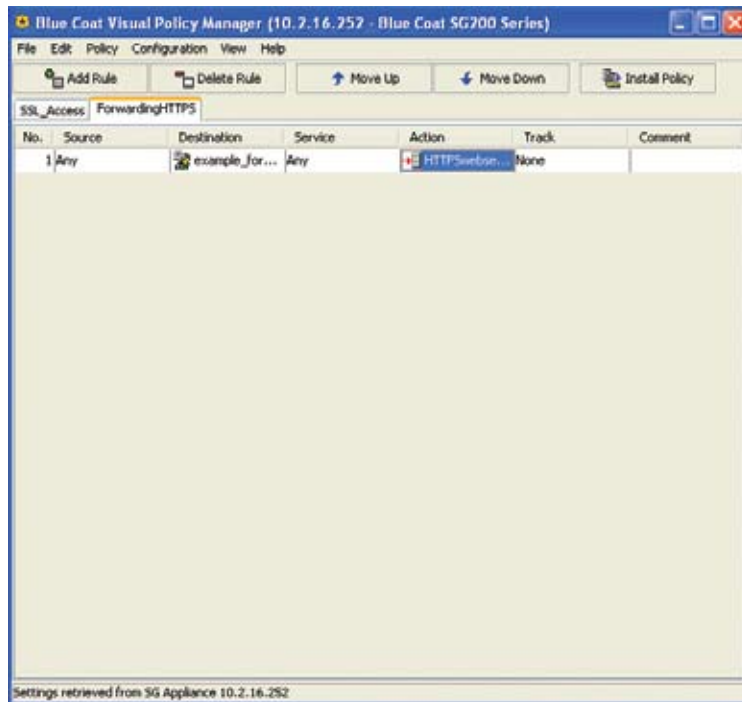 Blue Coat Visual Policy Manager (10.2.16.252 - Blue Coat SG200 Series)
File Edit Policy Configuration View Help
Add Rule Delete Rule Move Up Move Down Install Policy
SSL_Access ForwardingHTTPS
No. Source Destination Service Action Track Comment
1 Any example_for... Any HTTPSwebse... None
Settings retrieved from SG Appliance 10.2.16.252